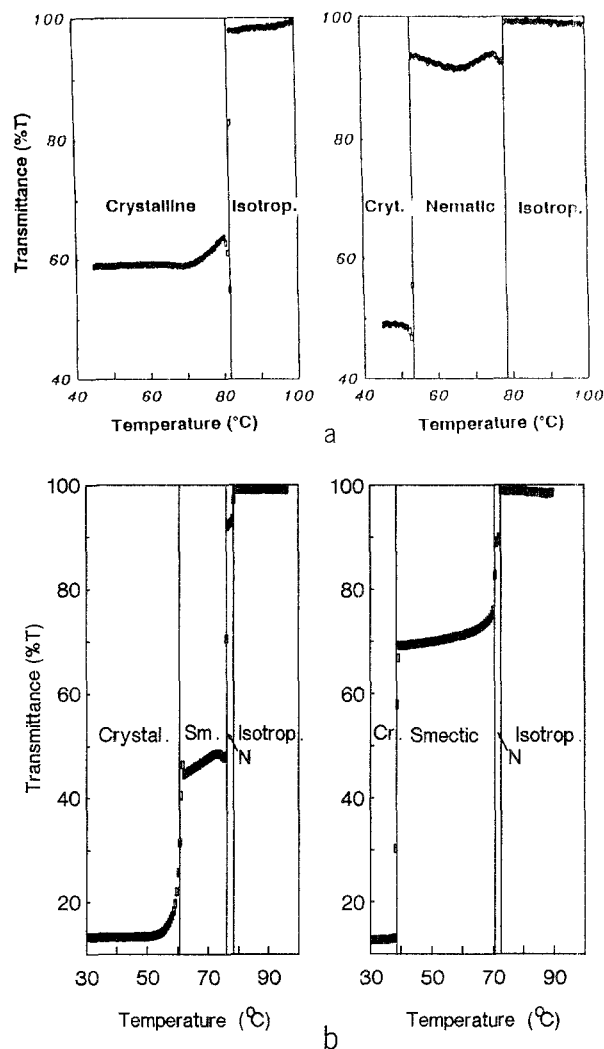 100
80
60
40
Transmittance (%T)
Crystalline
Isotrop.
40
60
80
100
Temperature (°C)
100
80
60
40
Cryt.
Nematic
Isotrop.
40
60
80
100
Temperature (°C)
a
100
80
60
40
20
Transmittance (%T)
Crystal.
Sm.
Isotrop.
N
30
50
70
90
Temperature (°C)
100
80
60
40
20
Cr.
Smectic
Isotrop.
N
30
50
70
90
Temperature (°C)
b